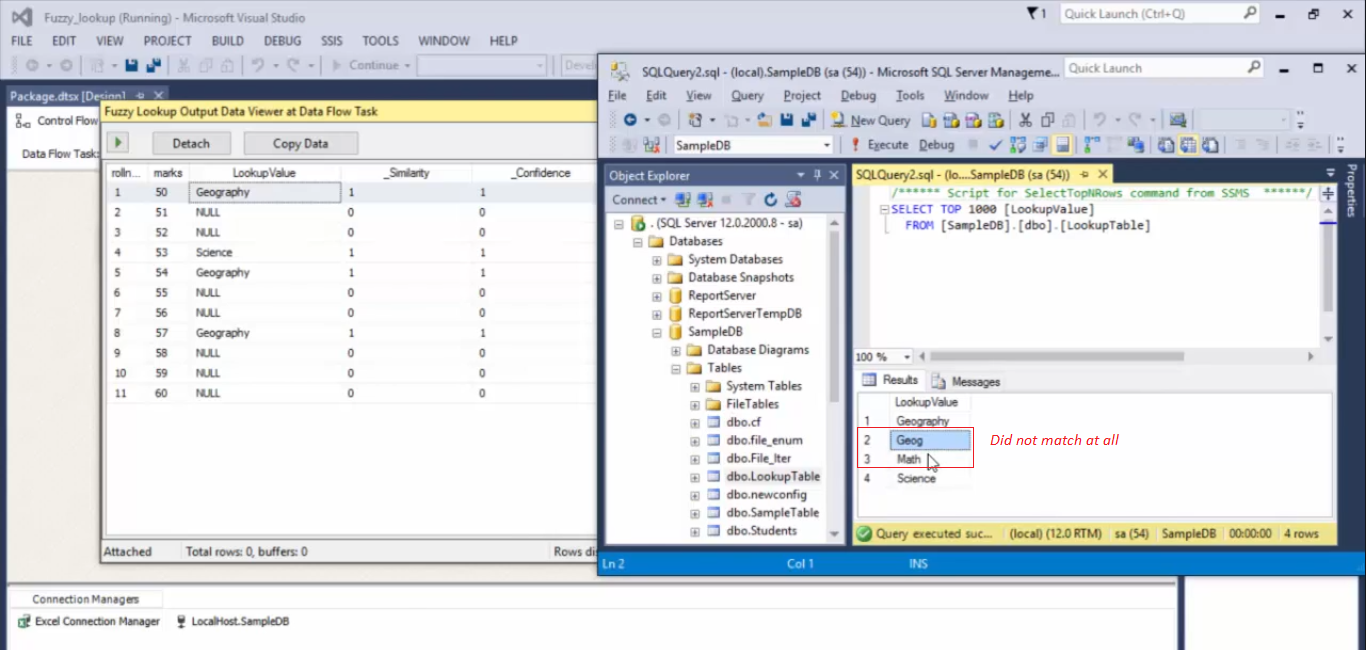 Fuzzy_lookup (Running) - Microsoft Visual Studio
1
Quick Launch (Ctrl+Q)
FILE EDIT VIEW PROJECT BUILD DEBUG SSIS TOOLS WINDOW HELP
Continue
Package.dtsx [Design]
Control Flow
Data Flow Task:
Fuzzy Lookup Output Data Viewer at Data Flow Task
Detach Copy Data
rolln... marks LookupValue _Similarity _Confidence
1 50 Geography 1 1
2 51 NULL 0 0
3 52 NULL 0 0
4 53 Science 1 1
5 54 Geography 1 1
6 55 NULL 0 0
7 56 NULL 0 0
8 57 Geography 1 1
9 58 NULL 0 0
10 59 NULL 0 0
11 60 NULL 0 0
Attached Total rows: 0, buffers: 0 Rows dis
Connection Managers
Excel Connection Manager LocalHost.SampleDB
SQLQuery2.sql - (local).SampleDB (sa (54)) - Microsoft SQL Server Manageme...
Quick Launch
File Edit View Query Project Debug Tools Window Help
New Query
SampleDB Execute Debug
Object Explorer
Connect
. (SQL Server 12.0.2000.8 - sa)
Databases
System Databases
Database Snapshots
ReportServer
ReportServerTempDB
SampleDB
Database Diagrams
Tables
System Tables
FileTables
dbo.cf
dbo.file_enum
dbo.File_Iter
dbo.LookupTable
dbo.newconfig
dbo.SampleTable
dbo.Students
SQLQuery2.sql - (lo....SampleDB (sa (54))
/****** Script for SelectTopNRows command from SSMS ******/
SELECT TOP 1000 [LookupValue]
FROM [SampleDB].[dbo].[LookupTable]
100 %
Results Messages
LookupValue
1 Geography
2 Geog
Did not match at all
3 Math
4 Science
Query executed suc... (local) (12.0 RTM) sa (54) SampleDB 00:00:00 4 rows
Properties
Ln 2 Col 1 INS